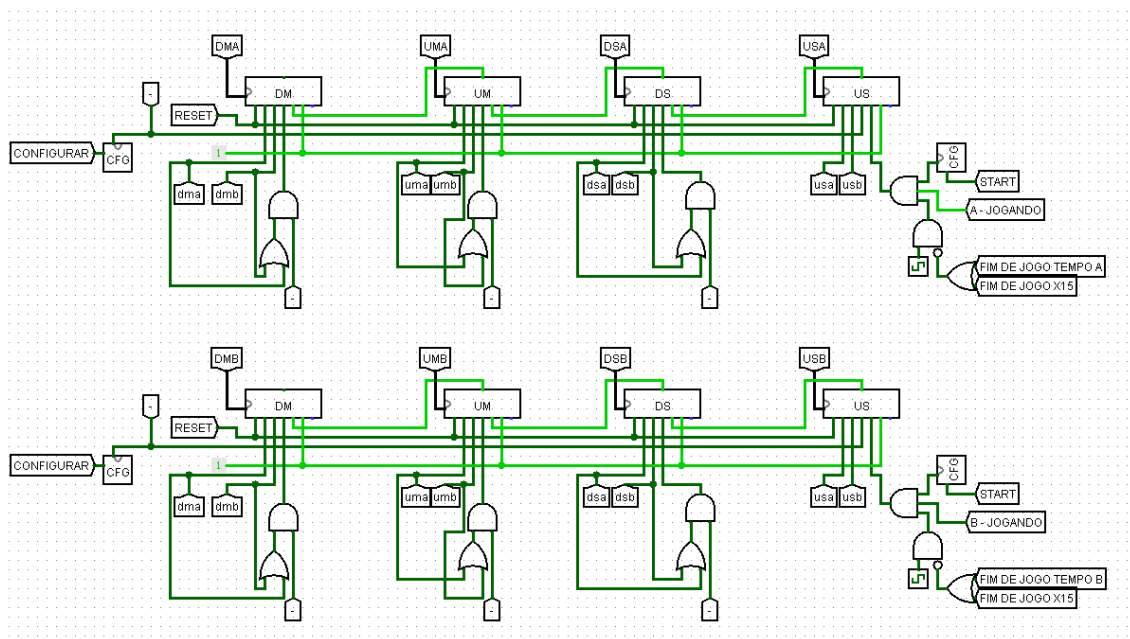 DMA UMA DSA USA
DM UM DS US
-
RESET
CONFIGURAR CFG 1
CFG
dma dmb uma umb dsa dsb usa usb START
A - JOGANDO
FIM DE JOGO TEMPO A
FIM DE JOGO X15
- - -
DMB UMB DSB USB
DM UM DS US
-
RESET
CONFIGURAR CFG 1
CFG
dma dmb uma umb dsa dsb usa usb START
B - JOGANDO
FIM DE JOGO TEMPO B
FIM DE JOGO X15
- - -